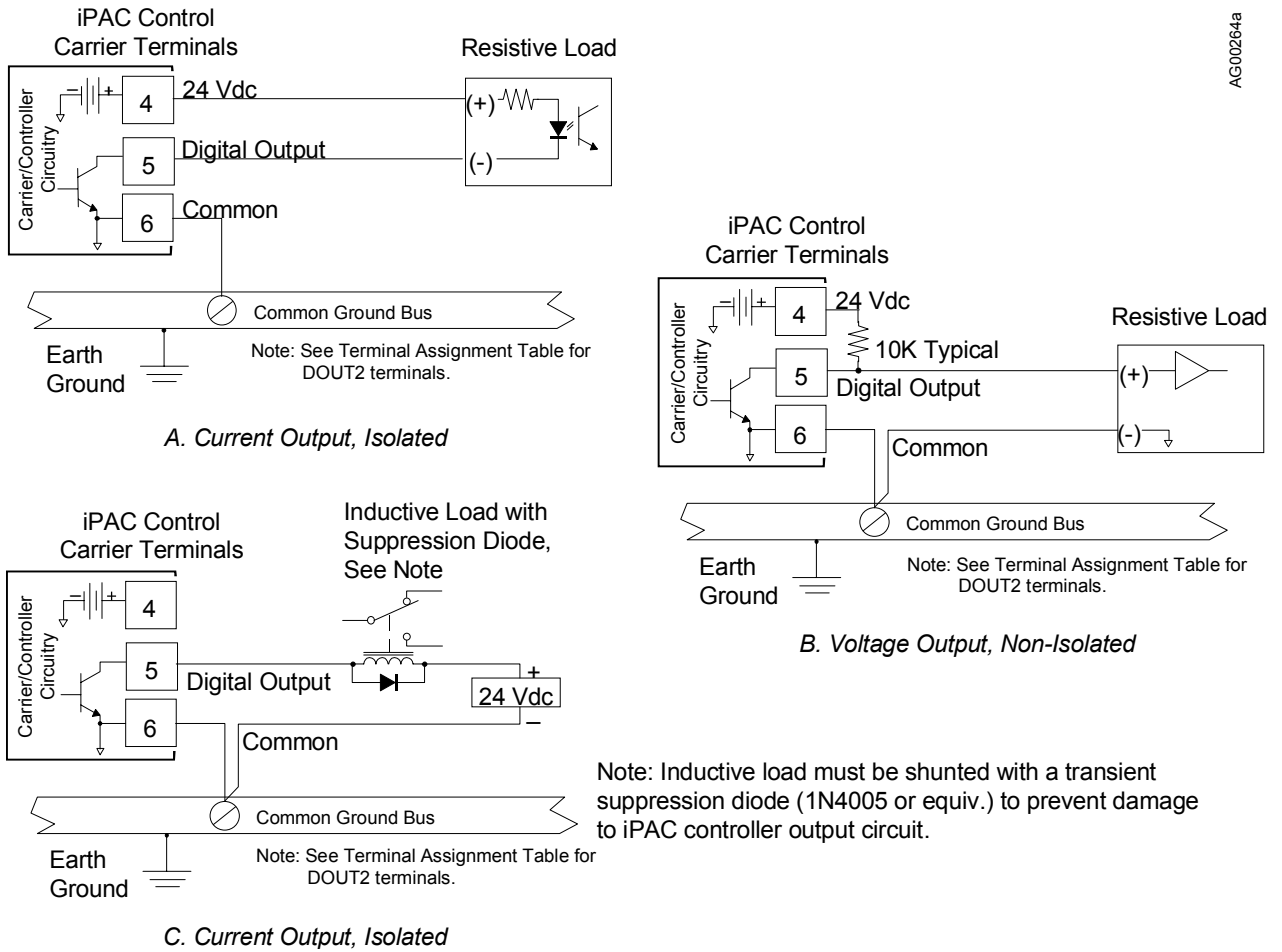 AG00264a
iPAC Control
Carrier Terminals
Resistive Load
Carrier/Controller
Circuitry
– +
4
24 Vdc
(+)
5
Digital Output
(-)
6
Common
Common Ground Bus
Earth
Ground
Note: See Terminal Assignment Table for
DOUT2 terminals.
A. Current Output, Isolated
iPAC Control
Carrier Terminals
Resistive Load
Carrier/Controller
Circuitry
– +
4
24 Vdc
10K Typical
5
Digital Output
(+)
6
Common
(-)
Common Ground Bus
Earth
Ground
Note: See Terminal Assignment Table for
DOUT2 terminals.
B. Voltage Output, Non-Isolated
iPAC Control
Carrier Terminals
Inductive Load with
Suppression Diode,
See Note
Carrier/Controller
Circuitry
– +
4
5
Digital Output
+
24 Vdc
–
6
Common
Common Ground Bus
Earth
Ground
Note: See Terminal Assignment Table for
DOUT2 terminals.
C. Current Output, Isolated
Note: Inductive load must be shunted with a transient
suppression diode (1N4005 or equiv.) to prevent damage
to iPAC controller output circuit.